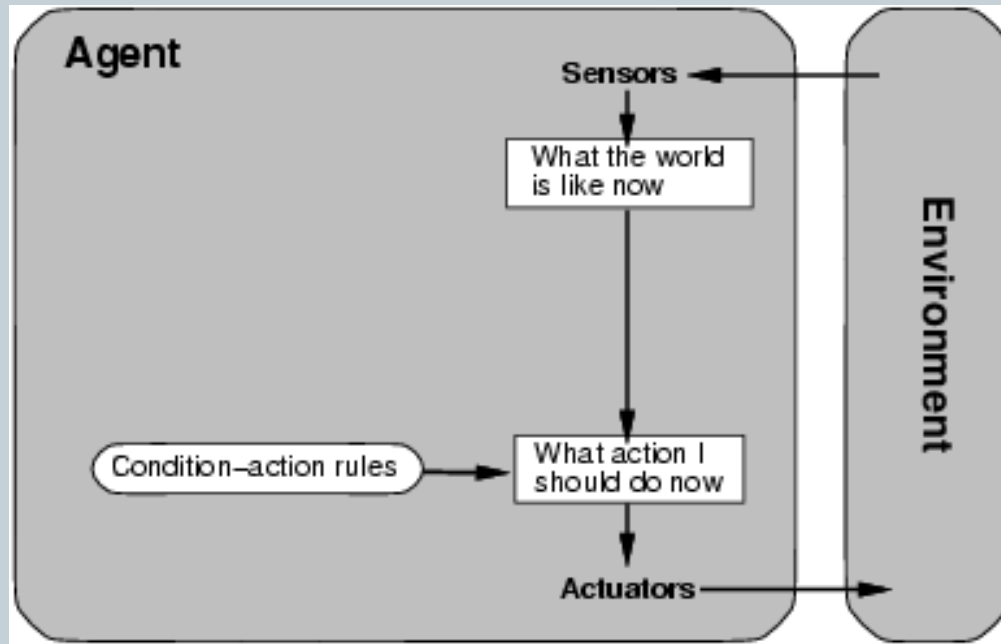 Agent
Sensors
What the world
is like now
Environment
Condition–action rules
What action I
should do now
Actuators